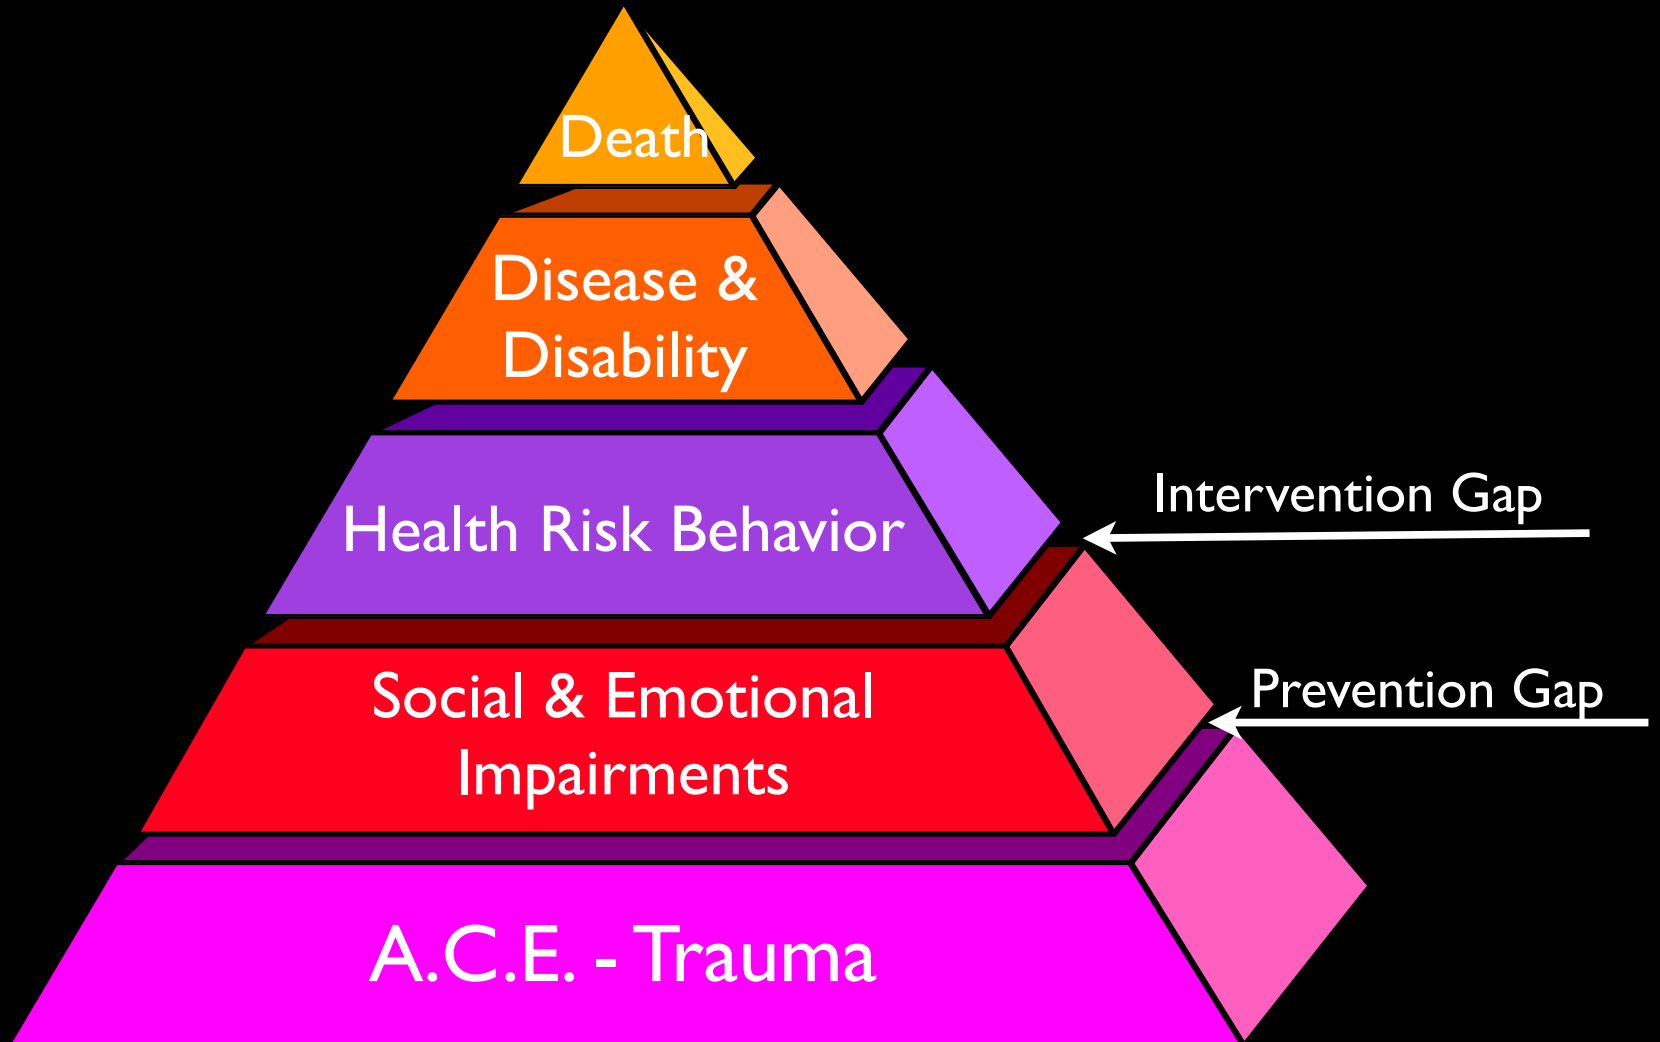 Death
Disease &
Disability
Health Risk Behavior
Intervention Gap
Social & Emotional
Impairments
Prevention Gap
A.C.E. - Trauma